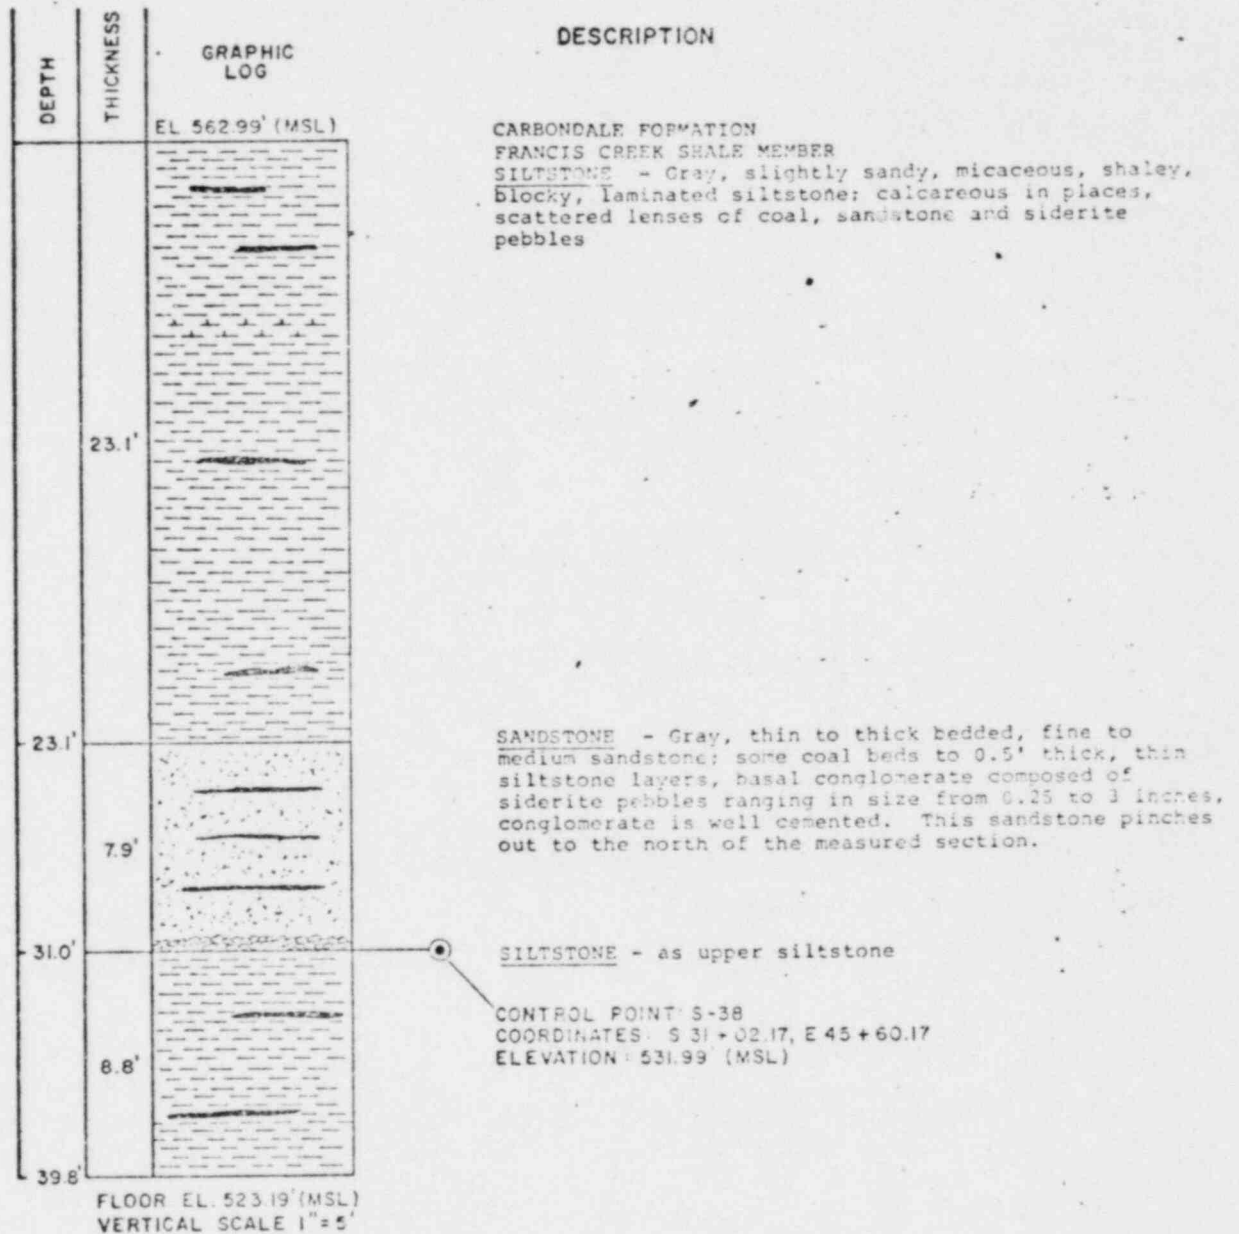 DEPTH
THICKNESS
GRAPHIC
LOG
DESCRIPTION
EL. 562.99' (MSL)
CARBONDALE FORMATION
FRANCIS CREEK SHALE MEMBER
SILTSTONE - Gray, slightly sandy, micaceous, shaley,
blocky, laminated siltstone; calcareous in places,
scattered lenses of coal, sandstone and siderite
pebbles
23.1'
23.1'
SANDSTONE - Gray, thin to thick bedded, fine to
medium sandstone; some coal beds to 0.5' thick, thin
siltstone layers, basal conglomerate composed of
siderite pebbles ranging in size from 0.25 to 3 inches,
conglomerate is well cemented. This sandstone pinches
out to the north of the measured section.
7.9'
31.0'
SILTSTONE - as upper siltstone
CONTROL POINT: S-38
COORDINATES: S 31+02.17, E 45+60.17
ELEVATION: 531.99' (MSL)
8.8'
39.8'
FLOOR EL. 523.19' (MSL)
VERTICAL SCALE 1"=5'